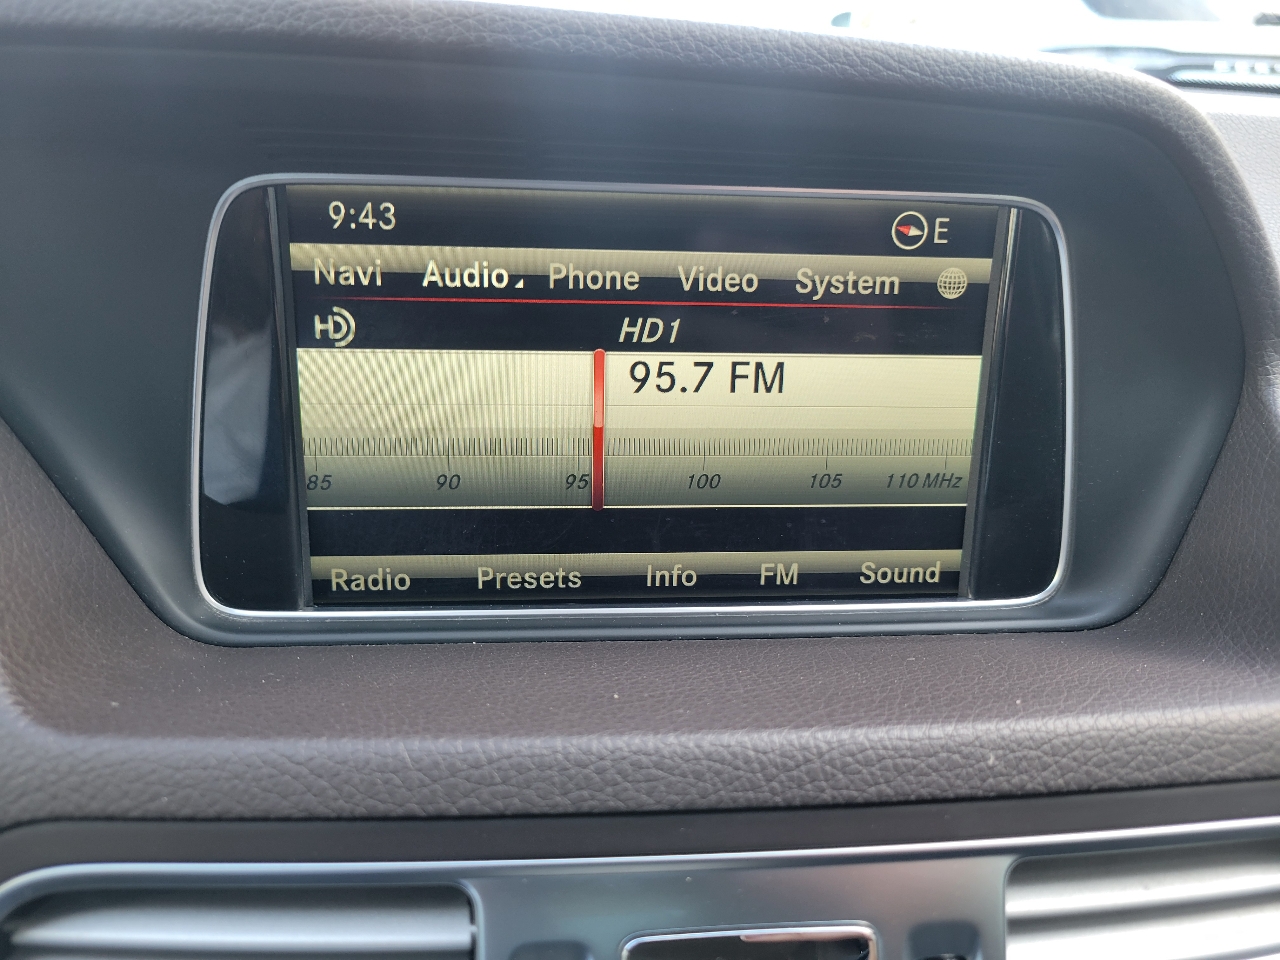 9:43 E
Navi Audio Phone Video System
HD HD1
95.7 FM
85 90 95 100 105 110 MHz
Radio Presets Info FM Sound